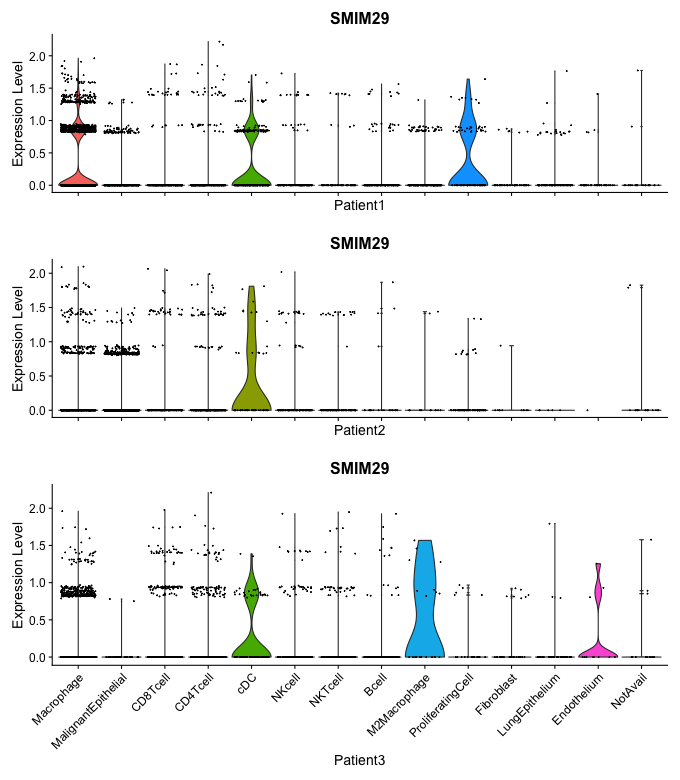 SMIM29
Expression Level
2.0
1.5
1.0
0.5
0.0
Patient1
SMIM29
Expression Level
2.0
1.5
1.0
0.5
0.0
Patient2
SMIM29
Expression Level
2.0
1.5
1.0
0.5
0.0
Macrophage
MalignantEpithelial
CD8Tcell
CD4Tcell
cDC
NKcell
NKTcell
Bcell
M2Macrophage
ProliferatingCell
Fibroblast
LungEpithelium
Endothelium
NotAvail
Patient3